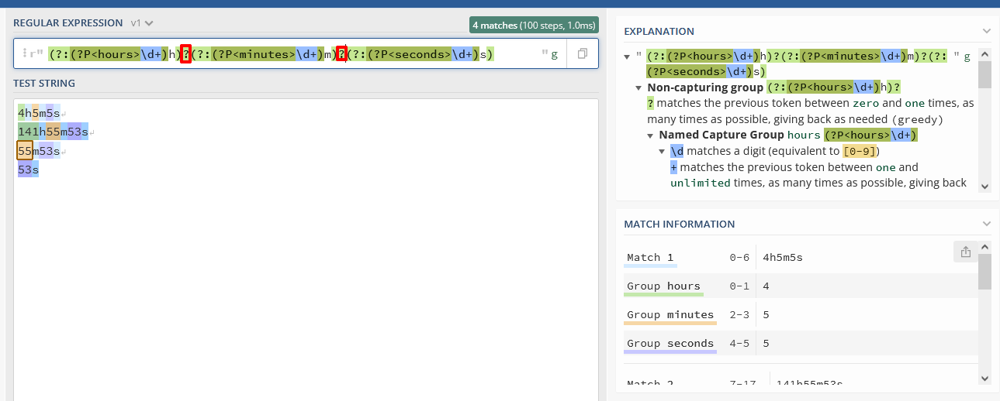 REGULAR EXPRESSION v1
4 matches (100 steps, 1.0ms)
r" (?:(?P<hours>\d+)h)?(?:(?P<minutes>\d+)m)?(?:(?P<seconds>\d+)s) " g
TEST STRING
4h5m5s
141h55m53s
55m53s
53s
EXPLANATION
" (?:(?P<hours>\d+)h)?(?:(?P<minutes>\d+)m)?(?: " g
(?P<seconds>\d+)s)
Non-capturing group (?:(?P<hours>\d+)h)?
? matches the previous token between zero and one times, as
many times as possible, giving back as needed (greedy)
Named Capture Group hours (?P<hours>\d+)
\d matches a digit (equivalent to [0-9])
+ matches the previous token between one and
unlimited times, as many times as possible, giving back
MATCH INFORMATION
Match 1 0-6 4h5m5s
Group hours 0-1 4
Group minutes 2-3 5
Group seconds 4-5 5
Match 2 7-17 141h55m53s